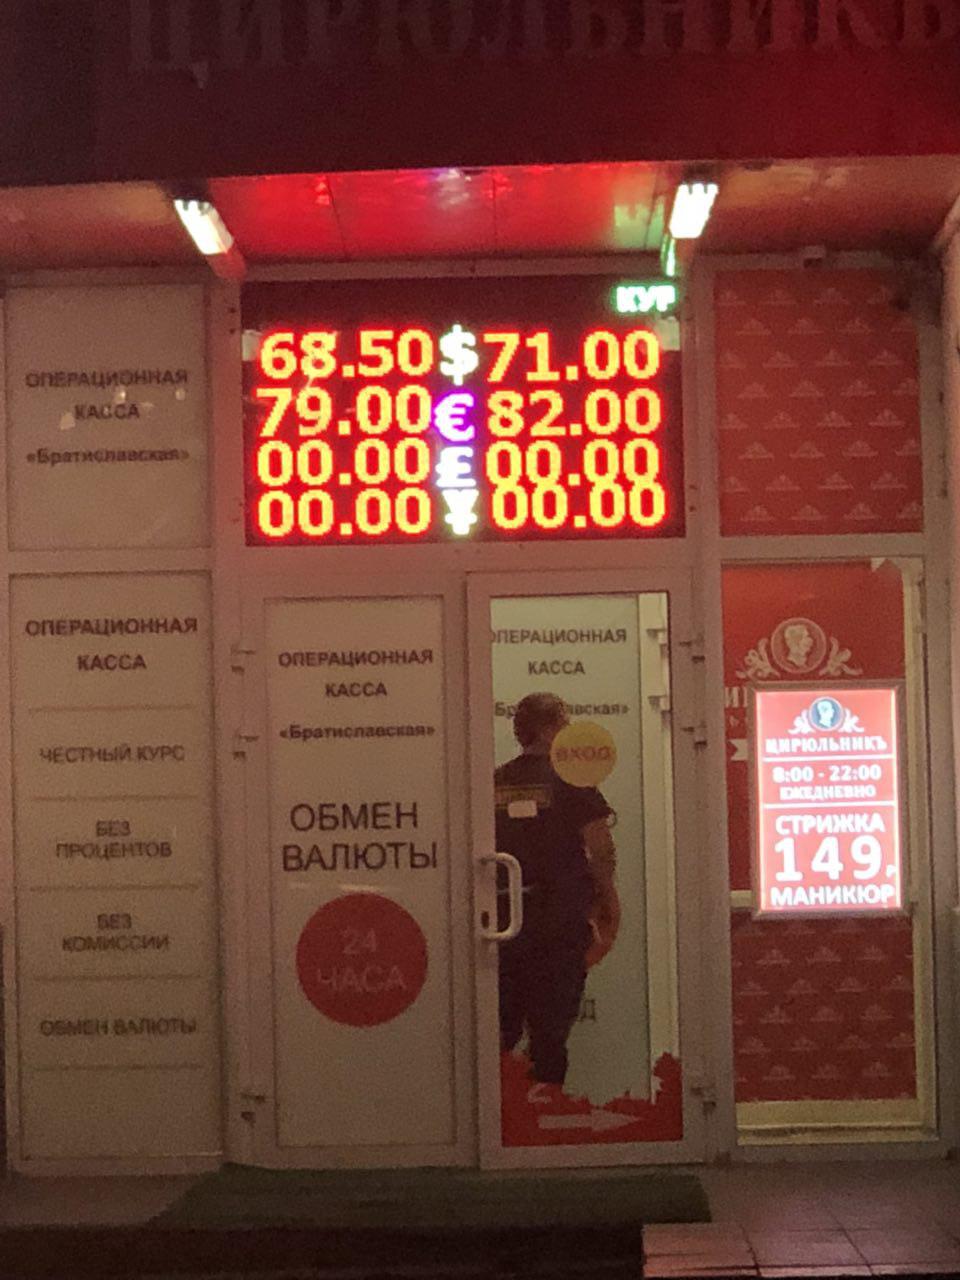 ЦИРЮЛЬНИКЪ
КУР
68.50 $ 71.00
79.00 € 82.00
00.00 £ 00.00
00.00 ¥ 00.00
ОПЕРАЦИОННАЯ
КАССА
«Братиславская»
ОПЕРАЦИОННАЯ
КАССА
ЧЕСТНЫЙ КУРС
БЕЗ
ПРОЦЕНТОВ
БЕЗ
КОМИССИИ
ОБМЕН ВАЛЮТЫ
ОПЕРАЦИОННАЯ
КАССА
«Братиславская»
ОБМЕН
ВАЛЮТЫ
24
ЧАСА
ОПЕРАЦИОННАЯ
КАССА
вская»
ВХОД
ЦИРЮЛЬНИКЪ
8:00 - 22:00
ЕЖЕДНЕВНО
СТРИЖКА
149 Р
МАНИКЮР